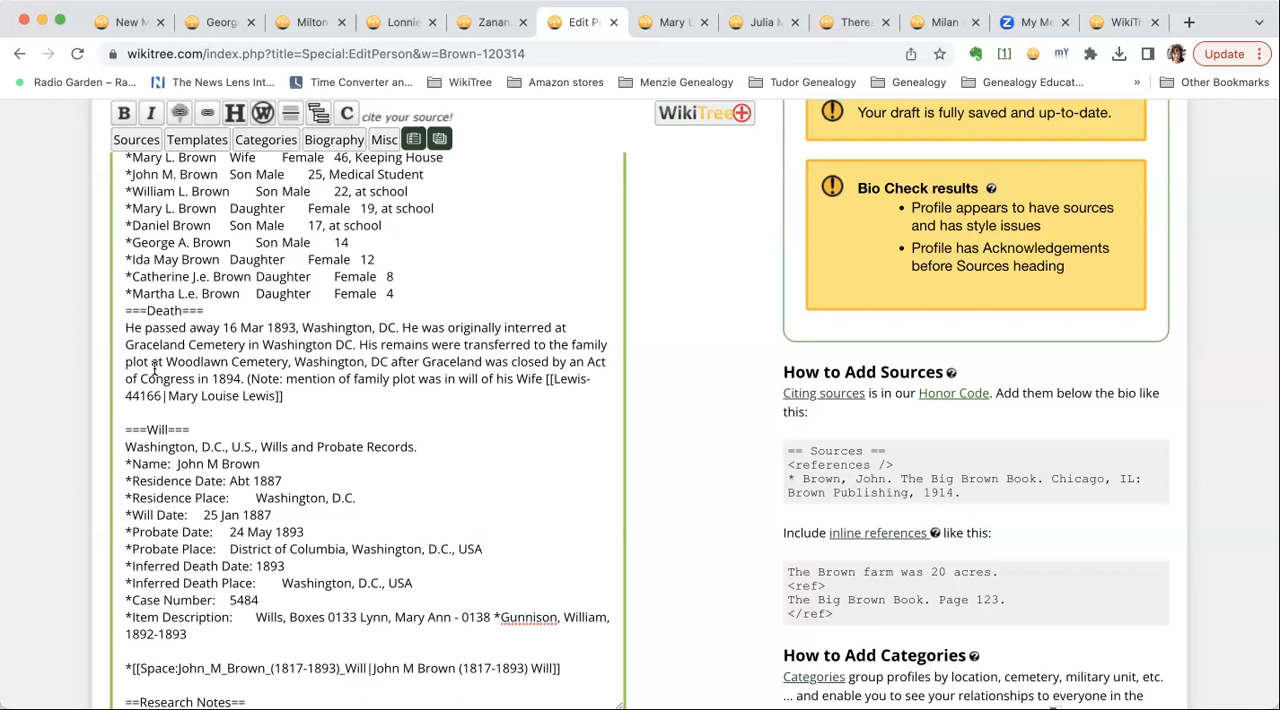 New M
Georg
Milton
Lonnie
Zanan
Edit P
Mary L
Julia M
There
Milan
My Me
WikiT
wikitree.com/index.php?title=Special:EditPerson&w=Brown-120314
Update
Radio Garden – Ra...
The News Lens Int...
Time Converter an...
WikiTree
Amazon stores
Menzie Genealogy
Tudor Genealogy
Genealogy
Genealogy Educat...
»
Other Bookmarks
B I H W C cite your source!
WikiTree
Sources Templates Categories Biography Misc
*Mary L. Brown Wife Female 46, Keeping House
*John M. Brown Son Male 25, Medical Student
*William L. Brown Son Male 22, at school
*Mary L. Brown Daughter Female 19, at school
*Daniel Brown Son Male 17, at school
*George A. Brown Son Male 14
*Ida May Brown Daughter Female 12
*Catherine J.e. Brown Daughter Female 8
*Martha L.e. Brown Daughter Female 4
===Death===
He passed away 16 Mar 1893, Washington, DC. He was originally interred at
Graceland Cemetery in Washington DC. His remains were transferred to the family
plot at Woodlawn Cemetery, Washington, DC after Graceland was closed by an Act
of Congress in 1894. (Note: mention of family plot was in will of his Wife [[Lewis-
44166|Mary Louise Lewis]]
===Will===
Washington, D.C., U.S., Wills and Probate Records.
*Name: John M Brown
*Residence Date: Abt 1887
*Residence Place: Washington, D.C.
*Will Date: 25 Jan 1887
*Probate Date: 24 May 1893
*Probate Place: District of Columbia, Washington, D.C., USA
*Inferred Death Date: 1893
*Inferred Death Place: Washington, D.C., USA
*Case Number: 5484
*Item Description: Wills, Boxes 0133 Lynn, Mary Ann - 0138 *Gunnison, William,
1892-1893
*[[Space:John_M_Brown_(1817-1893)_Will|John M Brown (1817-1893) Will]]
==Research Notes==
Your draft is fully saved and up-to-date.
Bio Check results
• Profile appears to have sources
and has style issues
• Profile has Acknowledgements
before Sources heading
How to Add Sources
Citing sources is in our Honor Code. Add them below the bio like
this:
== Sources ==
<references />
* Brown, John. The Big Brown Book. Chicago, IL:
Brown Publishing, 1914.
Include inline references like this:
The Brown farm was 20 acres.
<ref>
The Big Brown Book. Page 123.
</ref>
How to Add Categories
Categories group profiles by location, cemetery, military unit, etc.
... and enable you to see your relationships to everyone in the